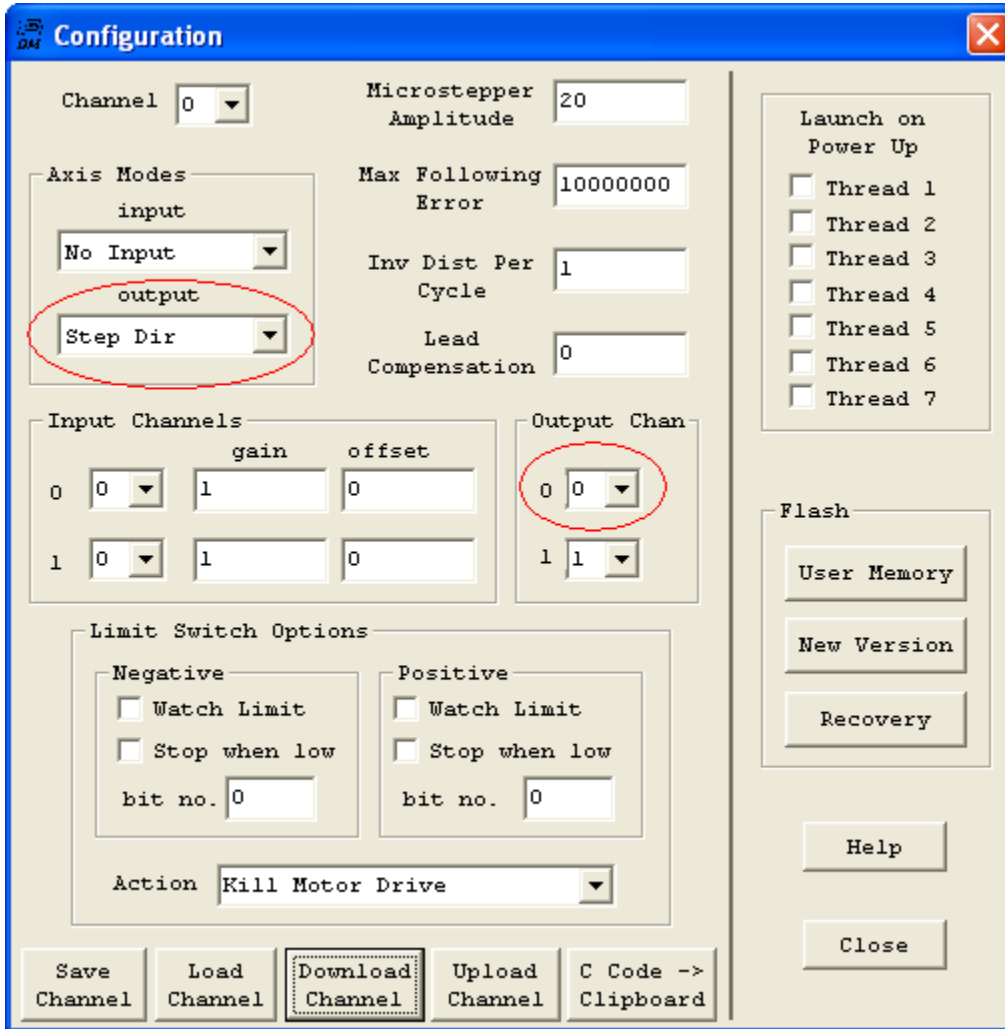 Configuration
Channel 0
Microstepper
Amplitude 20
Axis Modes
input
No Input
output
Step Dir
Max Following
Error 10000000
Inv Dist Per
Cycle 1
Lead
Compensation 0
Input Channels
gain offset
0 0 1 0
1 0 1 0
Output Chan
0 0
1 1
Limit Switch Options
Negative
Watch Limit
Stop when low
bit no. 0
Positive
Watch Limit
Stop when low
bit no. 0
Action Kill Motor Drive
Save
Channel
Load
Channel
Download
Channel
Upload
Channel
C Code ->
Clipboard
Launch on
Power Up
Thread 1
Thread 2
Thread 3
Thread 4
Thread 5
Thread 6
Thread 7
Flash
User Memory
New Version
Recovery
Help
Close